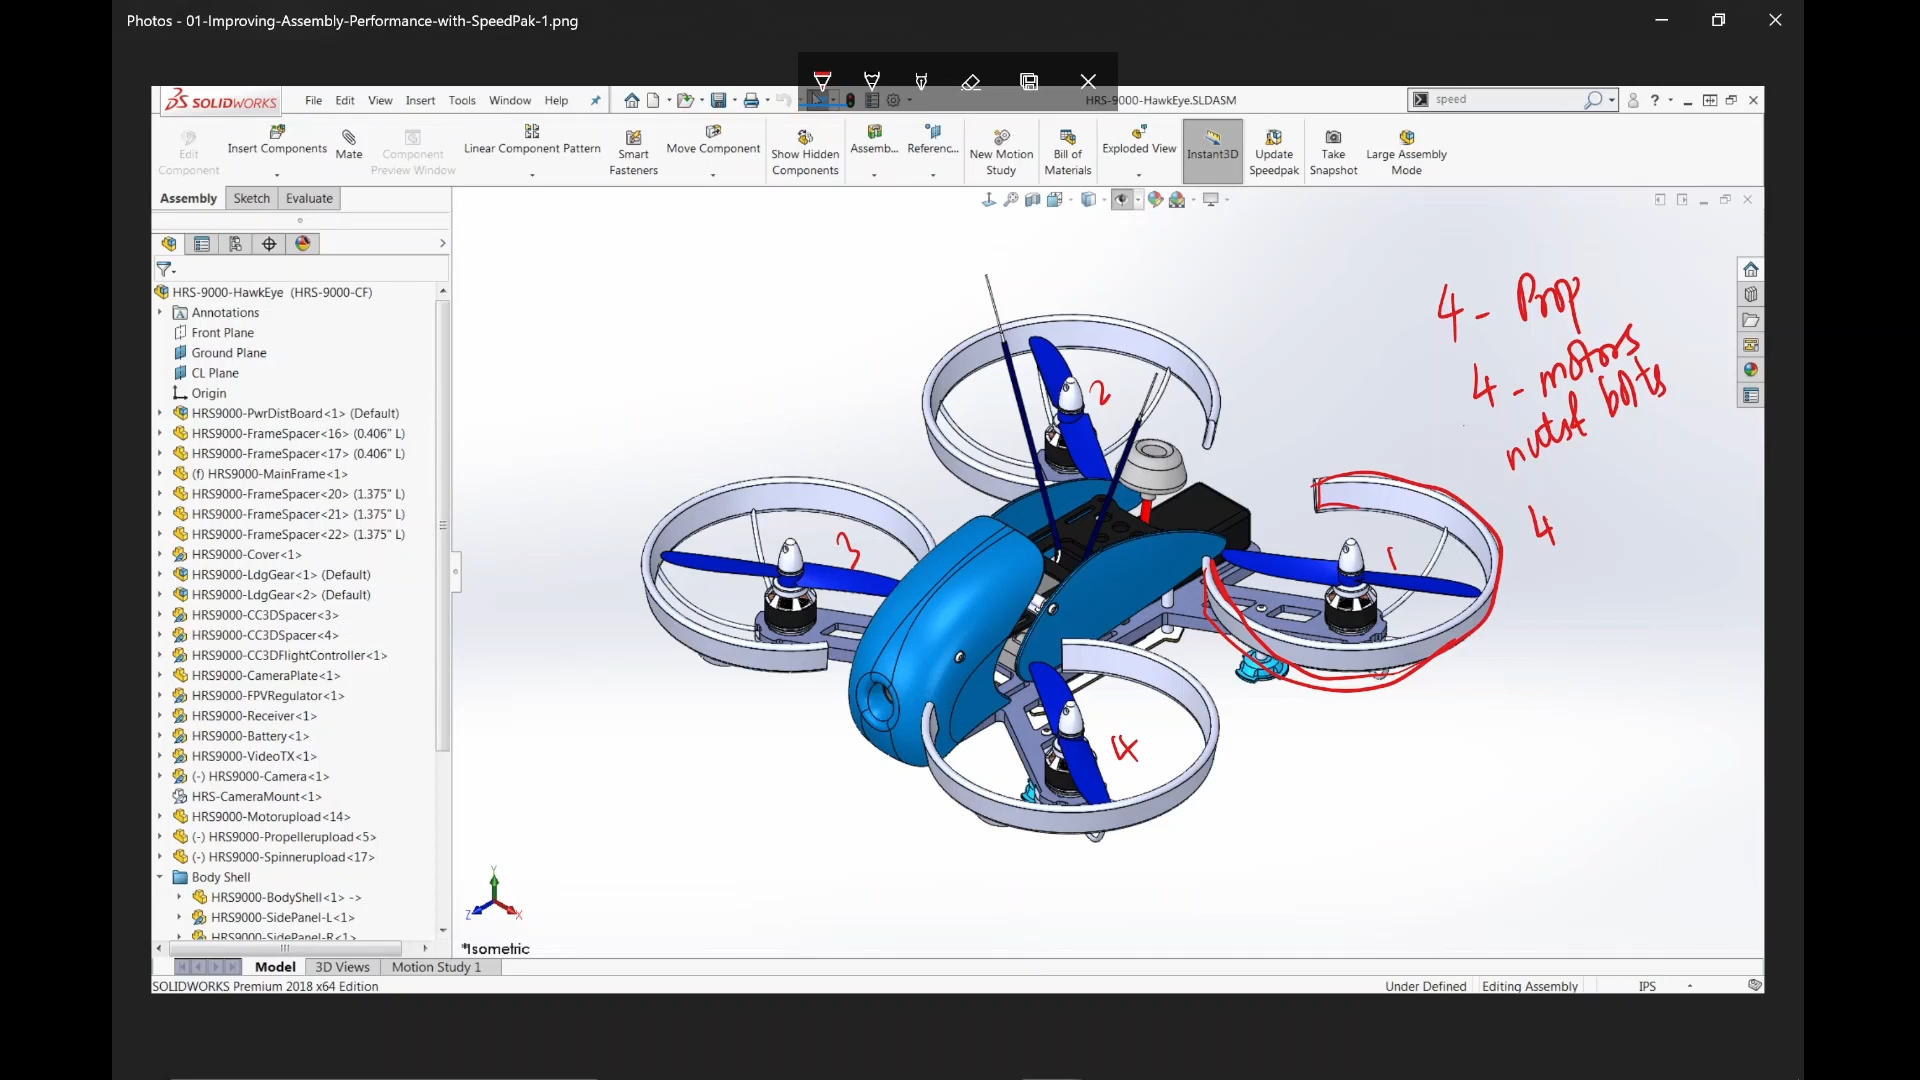 Photos - 01-Improving-Assembly-Performance-with-SpeedPak-1.png
SOLIDWORKS
File Edit View Insert Tools Window Help
HRS-9000-HawkEye.SLDASM
speed
Edit Component
Insert Components
Mate
Component Preview Window
Linear Component Pattern
Smart Fasteners
Move Component
Show Hidden Components
Assemb...
Referenc...
New Motion Study
Bill of Materials
Exploded View
Instant3D
Update Speedpak
Take Snapshot
Large Assembly Mode
Assembly Sketch Evaluate
HRS-9000-HawkEye (HRS-9000-CF)
Annotations
Front Plane
Ground Plane
CL Plane
Origin
HRS9000-PwrDistBoard<1> (Default)
HRS9000-FrameSpacer<16> (0.406" L)
HRS9000-FrameSpacer<17> (0.406" L)
(f) HRS9000-MainFrame<1>
HRS9000-FrameSpacer<20> (1.375" L)
HRS9000-FrameSpacer<21> (1.375" L)
HRS9000-FrameSpacer<22> (1.375" L)
HRS9000-Cover<1>
HRS9000-LdgGear<1> (Default)
HRS9000-LdgGear<2> (Default)
HRS9000-CC3DSpacer<3>
HRS9000-CC3DSpacer<4>
HRS9000-CC3DFlightController<1>
HRS9000-CameraPlate<1>
HRS9000-FPVRegulator<1>
HRS9000-Receiver<1>
HRS9000-Battery<1>
HRS9000-VideoTX<1>
(-) HRS9000-Camera<1>
HRS-CameraMount<1>
HRS9000-Motorupload<14>
(-) HRS9000-Propellerupload<5>
(-) HRS9000-Spinnerupload<17>
Body Shell
HRS9000-BodyShell<1> ->
HRS9000-SidePanel-L<1>
HRS9000-SidePanel-R<1>
4 - Prop
4 - motors
nuts& bolts
4
2
3
1
4
Y
Z
X
*Isometric
Model 3D Views Motion Study 1
SOLIDWORKS Premium 2018 x64 Edition
Under Defined Editing Assembly IPS